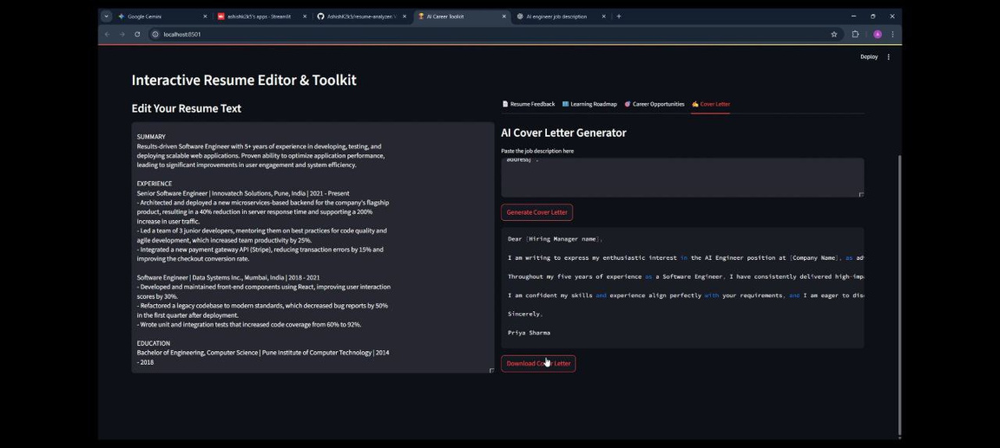 Google Gemini
ashishk2k5's apps · Streamlit
AshishK2k5/resume-analyzer:
AI Career Toolkit
AI engineer job description
localhost:8501
Deploy
Interactive Resume Editor & Toolkit
Edit Your Resume Text
SUMMARY
Results-driven Software Engineer with 5+ years of experience in developing, testing, and
deploying scalable web applications. Proven ability to optimize application performance,
leading to significant improvements in user engagement and system efficiency.
EXPERIENCE
Senior Software Engineer | Innovatech Solutions, Pune, India | 2021 - Present
- Architected and deployed a new microservices-based backend for the company's flagship
product, resulting in a 40% reduction in server response time and supporting a 200%
increase in user traffic.
- Led a team of 3 junior developers, mentoring them on best practices for code quality and
agile development, which increased team productivity by 25%.
- Integrated a new payment gateway API (Stripe), reducing transaction errors by 15% and
improving the checkout conversion rate.
Software Engineer | Data Systems Inc., Mumbai, India | 2018 - 2021
- Developed and maintained front-end components using React, improving user interaction
scores by 30%.
- Refactored a legacy codebase to modern standards, which decreased bug reports by 50%
in the first quarter after deployment.
- Wrote unit and integration tests that increased code coverage from 60% to 92%.
EDUCATION
Bachelor of Engineering, Computer Science | Pune Institute of Computer Technology | 2014
- 2018
Resume Feedback
Learning Roadmap
Career Opportunities
Cover Letter
AI Cover Letter Generator
Paste the job description here
address]".
Generate Cover Letter
Dear [Hiring Manager name],
I am writing to express my enthusiastic interest in the AI Engineer position at [Company Name], as ad
Throughout my five years of experience as a Software Engineer, I have consistently delivered high-impa
I am confident my skills and experience align perfectly with your requirements, and I am eager to dis
Sincerely,
Priya Sharma
Download Cover Letter